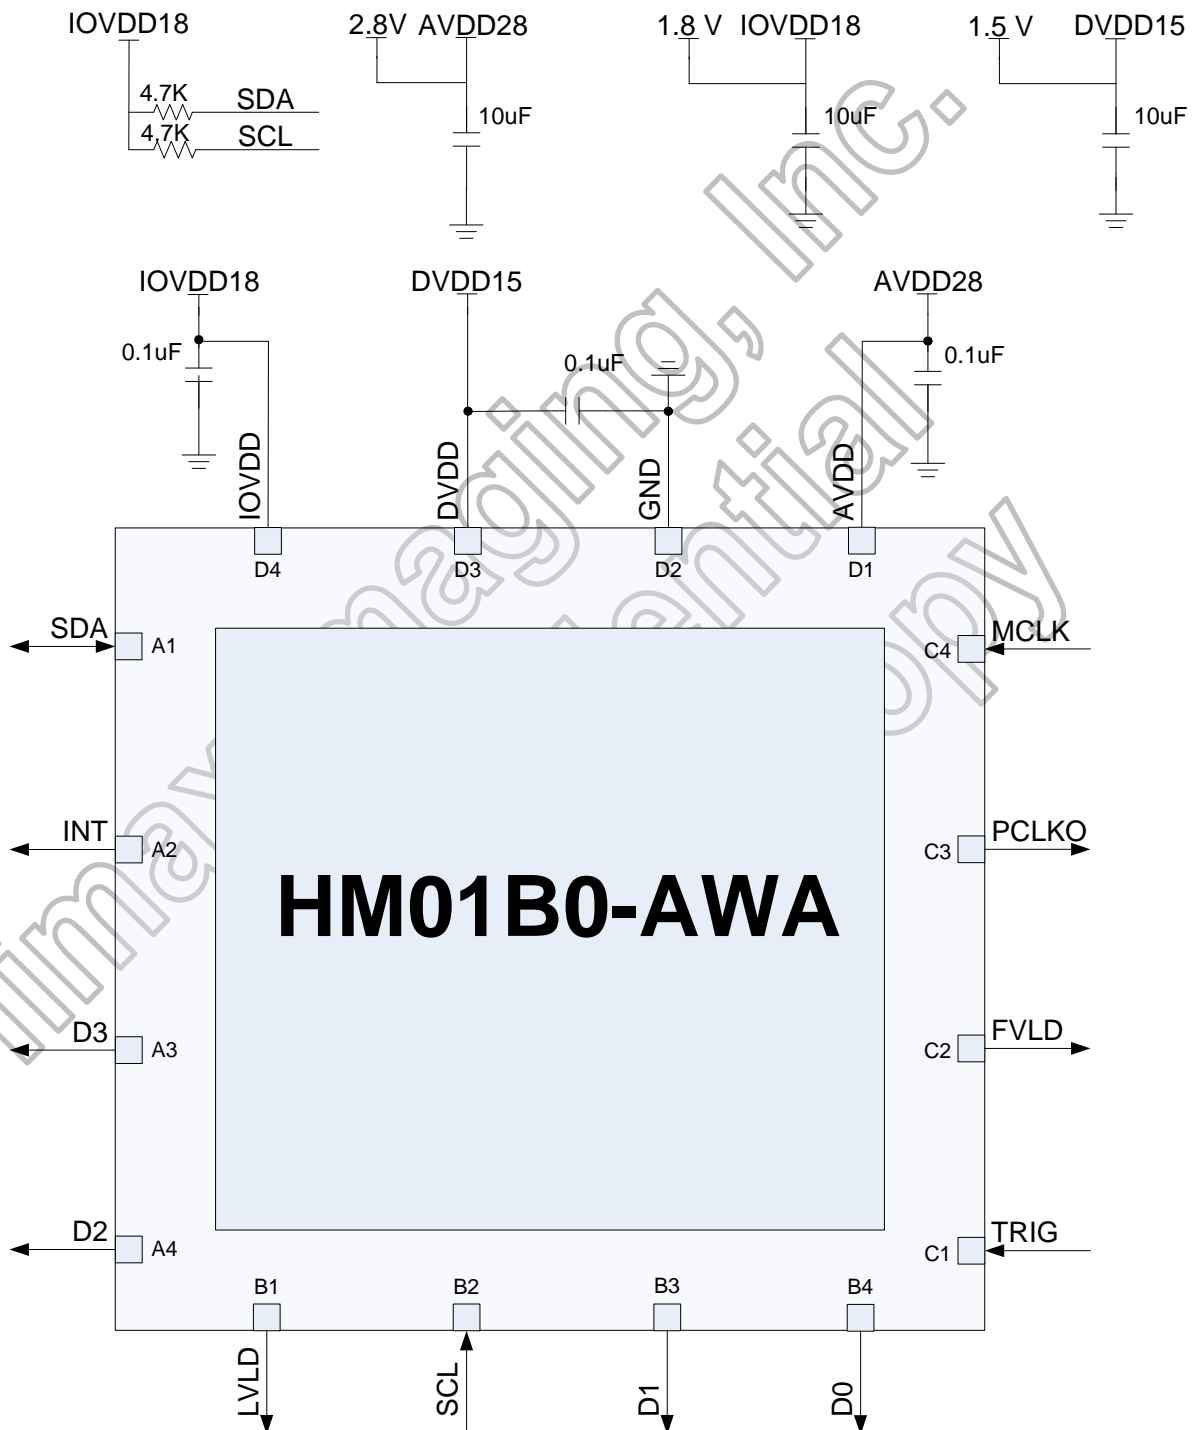 IOVDD18
2.8V AVDD28
1.8 V IOVDD18
1.5 V DVDD15
4.7K SDA
4.7K SCL
10uF
10uF
10uF
IOVDD18
DVDD15
AVDD28
0.1uF
0.1uF
0.1uF
IOVDD
DVDD
GND
AVDD
D4
D3
D2
D1
SDA
A1
C4
MCLK
INT
A2
C3
PCLKO
HM01B0-AWA
D3
A3
C2
FVLD
D2
A4
C1
TRIG
B1
B2
B3
B4
LVLD
SCL
D1
D0
imaging, Inc.